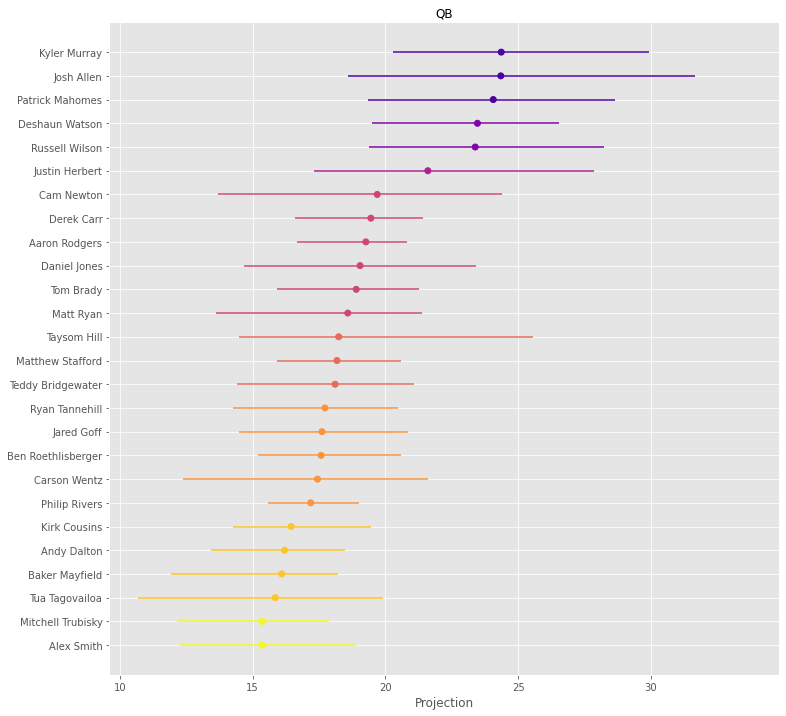 QB
Kyler Murray
Josh Allen
Patrick Mahomes
Deshaun Watson
Russell Wilson
Justin Herbert
Cam Newton
Derek Carr
Aaron Rodgers
Daniel Jones
Tom Brady
Matt Ryan
Taysom Hill
Matthew Stafford
Teddy Bridgewater
Ryan Tannehill
Jared Goff
Ben Roethlisberger
Carson Wentz
Philip Rivers
Kirk Cousins
Andy Dalton
Baker Mayfield
Tua Tagovailoa
Mitchell Trubisky
Alex Smith
10 15 20 25 30
Projection